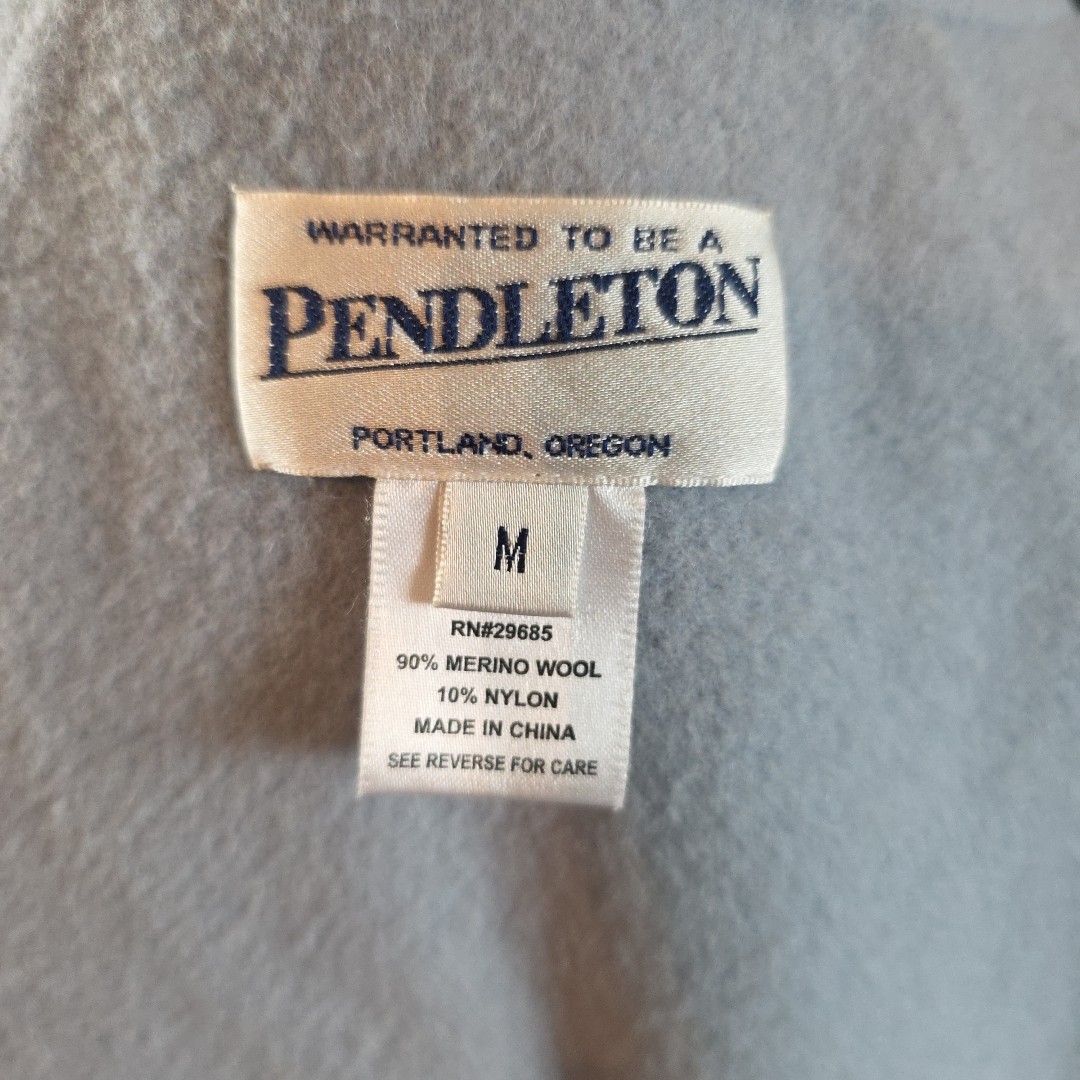 WARRANTED TO BE A
PENDLETON
PORTLAND, OREGON
M
RN#29685
90% MERINO WOOL
10% NYLON
MADE IN CHINA
SEE REVERSE FOR CARE